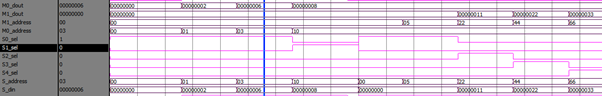 M0_dout 00000006 00000000 00000002 00000006 00000008
M1_dout 00000000 00000000 00000011 00000022 00000033
M1_address 00 00 05 22 44 66
M0_address 03 00 01 03 10
S0_sel 1
S1_sel 0
S2_sel 0
S3_sel 0
S4_sel 0
S_address 03 00 01 03 10 00 05 22 44 66
S_din 00000006 00000000 00000002 00000006 00000008 00000000 00000011 00000022 00000033